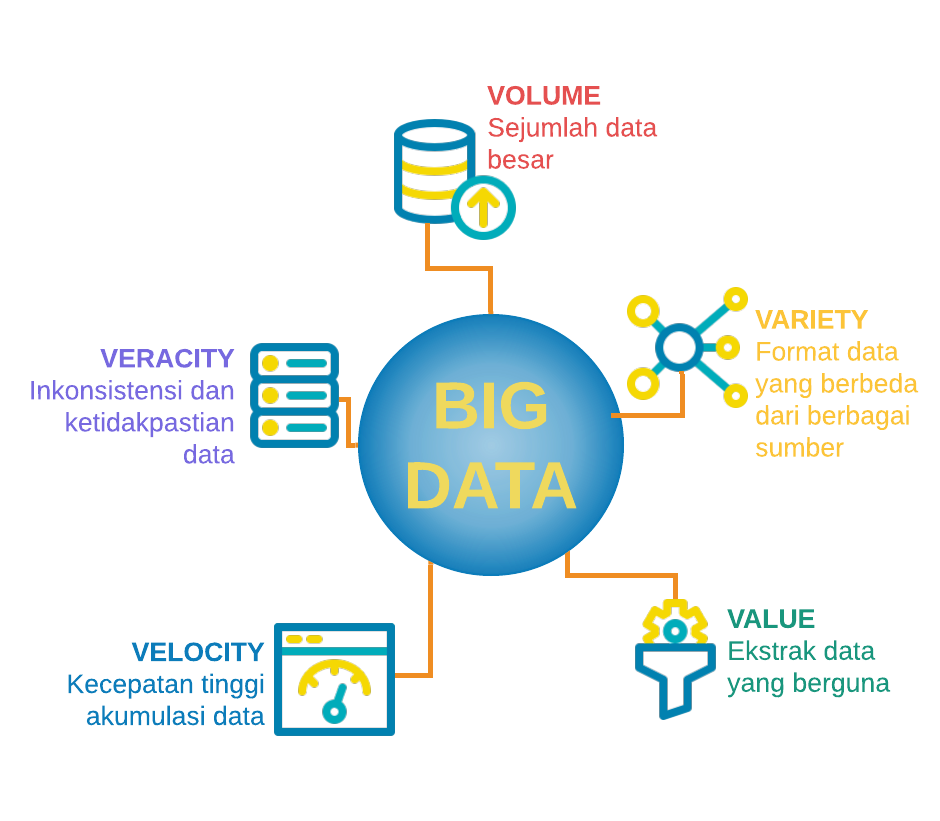 VOLUME
Sejumlah data
besar
VARIETY
Format data
yang berbeda
dari berbagai
sumber
VERACITY
Inkonsistensi dan
ketidakpastian
data
BIG
DATA
VALUE
Ekstrak data
yang berguna
VELOCITY
Kecepatan tinggi
akumulasi data